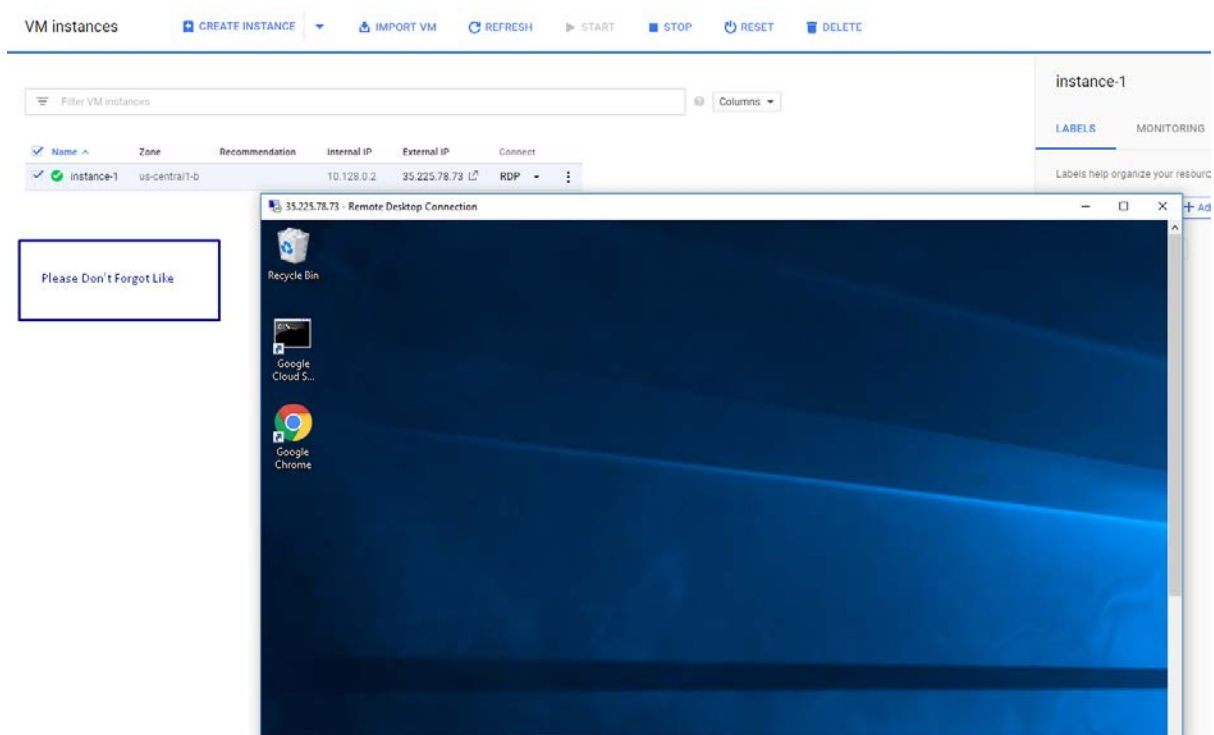 VM instances CREATE INSTANCE IMPORT VM REFRESH START STOP RESET DELETE
instance-1
Filter VM instances Columns
LABELS MONITORING
Name Zone Recommendation Internal IP External IP Connect
instance-1 us-central1-b 10.128.0.2 35.225.78.73 RDP
Labels help organize your resourc
+ Ad
35.225.78.73 - Remote Desktop Connection
Recycle Bin
Please Don't Forgot Like
Google
Cloud S...
Google
Chrome